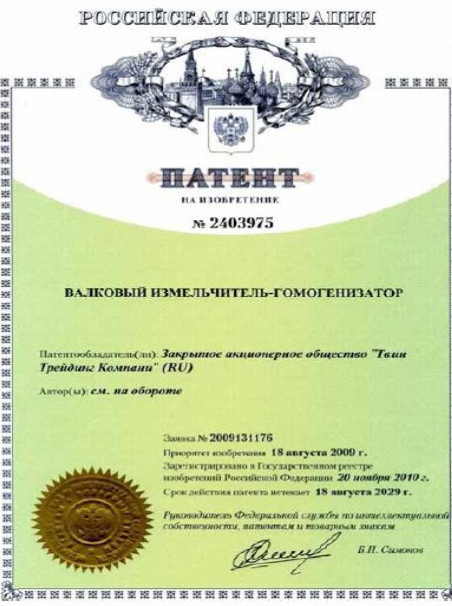 РОССИЙСКАЯ ФЕДЕРАЦИЯ
ПАТЕНТ
НА ИЗОБРЕТЕНИЕ
№ 2403975
ВАЛКОВЫЙ ИЗМЕЛЬЧИТЕЛЬ-ГОМОГЕНИЗАТОР
Патентообладатель(ли): Закрытое акционерное общество "Твин
Трейдинг Компани" (RU)
Автор(ы): см. на обороте
Заявка № 2009131176
Приоритет изобретения 18 августа 2009 г.
Зарегистрировано в Государственном реестре
изобретений Российской Федерации 20 ноября 2010 г.
Срок действия патента истекает 18 августа 2029 г.
Руководитель Федеральной службы по интеллектуальной
собственности, патентам и товарным знакам
Б.П. Симонов